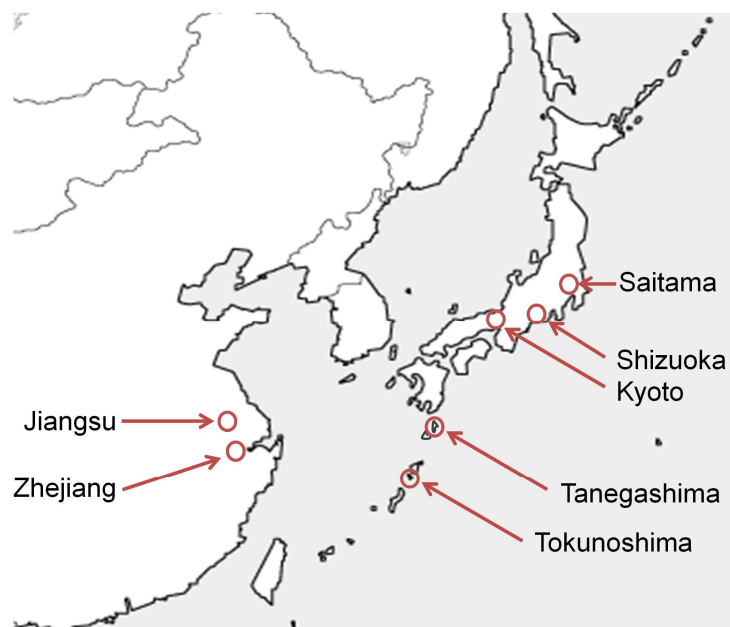 Saitama
Shizuoka
Kyoto
Jiangsu
Zhejiang
Tanegashima
Tokunoshima